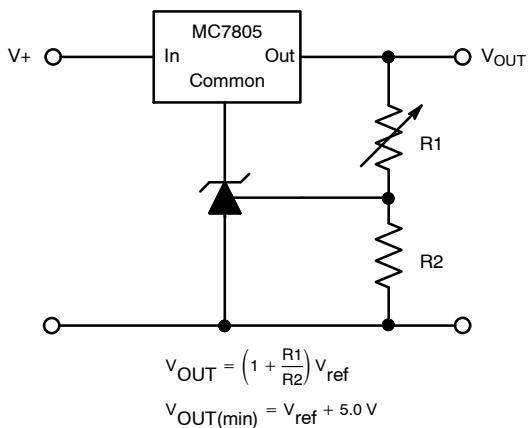 MC7805
V+ In Out VOUT
Common
R1
R2
VOUT = (1 + R1/R2) Vref
VOUT(min) = Vref + 5.0 V